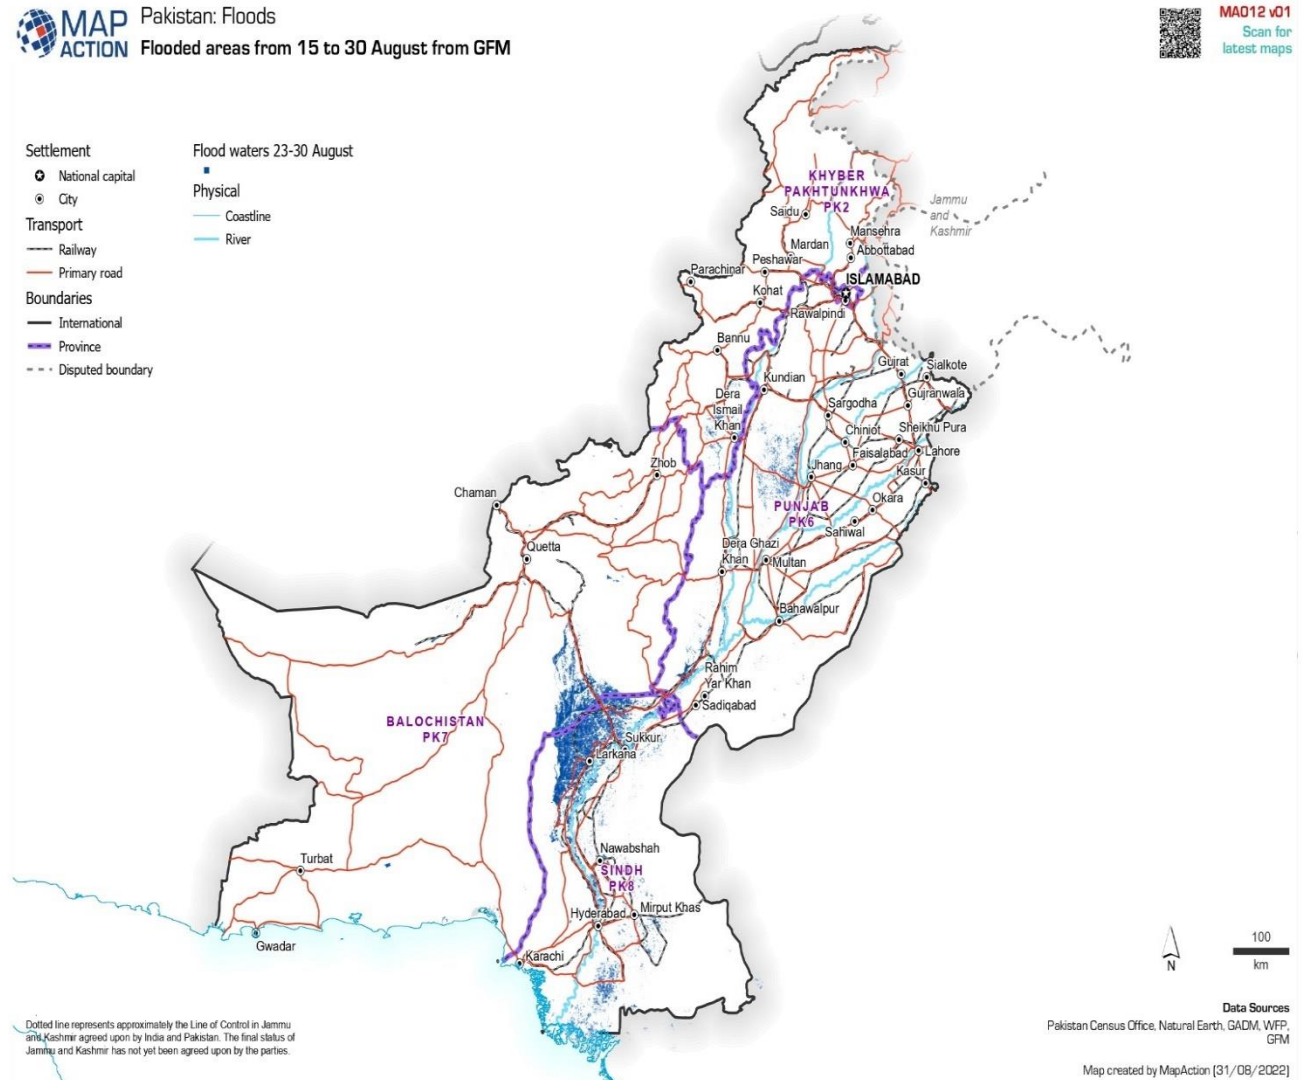 MAP
ACTION
Pakistan: Floods
Flooded areas from 15 to 30 August from GFM
MA012 v01
Scan for
latest maps
Settlement
National capital
City
Transport
Railway
Primary road
Boundaries
International
Province
Disputed boundary
Flood waters 23-30 August
Physical
Coastline
River
KHYBER
PAKHTUNKHWA
PK2
Jammu
and
Kashmir
Saidu
Mansehra
Mardan
Abbottabad
Peshawar
Parachinar
ISLAMABAD
Kohat
Rawalpindi
Bannu
Gujrat
Sialkote
Kundian
Dera
Ismail
Khan
Gujranwala
Sargodha
Chiniot
Sheikhu Pura
Faisalabad
Lahore
Zhob
Jhang
Kasur
Chaman
Okara
PUNJAB
PK6
Sahiwal
Quetta
Dera Ghazi
Khan
Multan
Bahawalpur
Rahim
Yar Khan
Sadiqabad
BALOCHISTAN
PK7
Sukkur
Larkana
Nawabshah
Turbat
SINDH
PK8
Hyderabad
Mirput Khas
Gwadar
Karachi
N
100
km
Data Sources
Pakistan Census Office, Natural Earth, GADM, WFP,
GFM
Map created by MapAction (31/08/2022)
Dotted line represents approximately the Line of Control in Jammu
and Kashmir agreed upon by India and Pakistan. The final status of
Jammu and Kashmir has not yet been agreed upon by the parties.